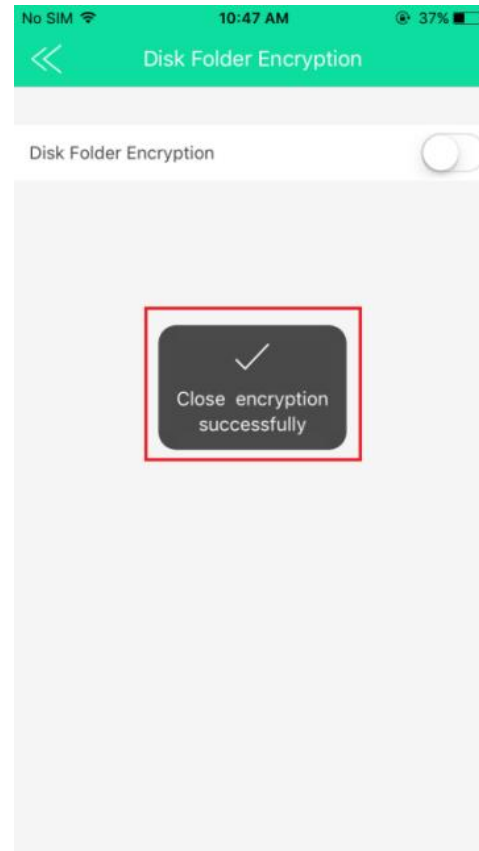 No SIM 10:47 AM 37%
Disk Folder Encryption
Disk Folder Encryption
Close encryption
successfully